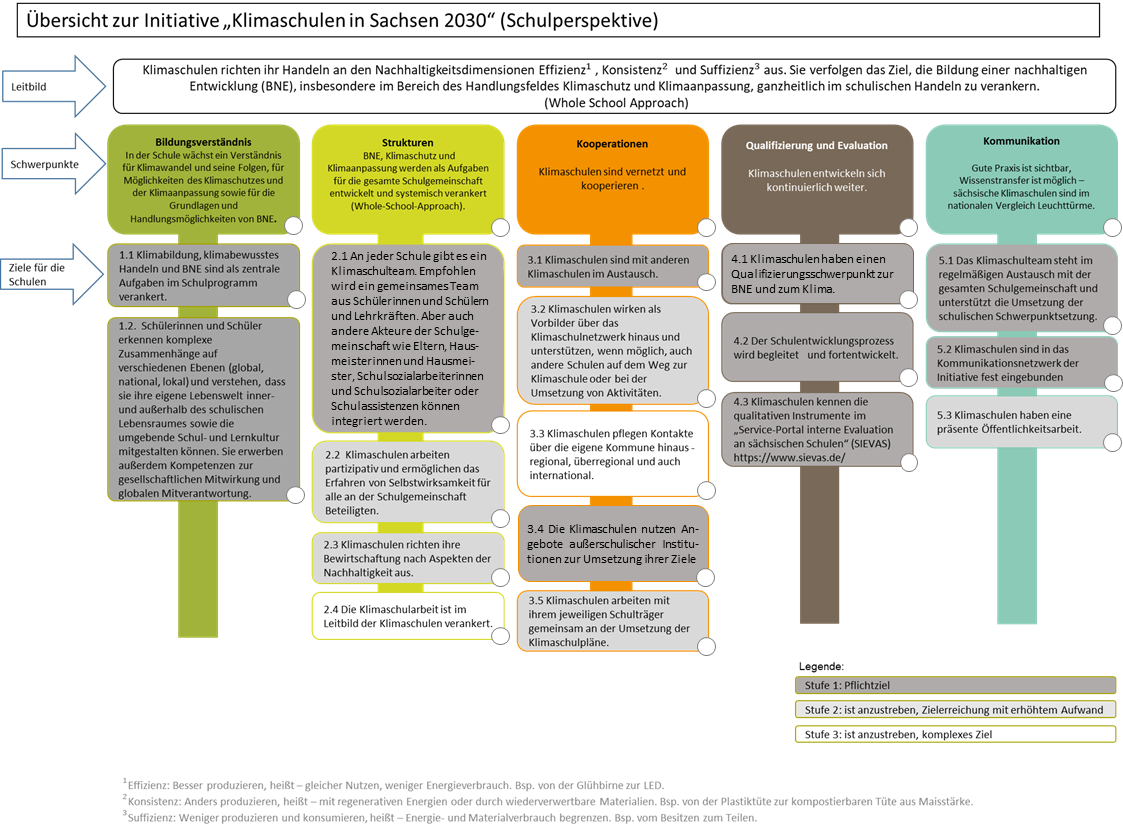 Übersicht zur Initiative „Klimaschulen in Sachsen 2030“ (Schulperspektive)
Leitbild
Klimaschulen richten ihr Handeln an den Nachhaltigkeitsdimensionen Effizienz¹ , Konsistenz² und Suffizienz³ aus. Sie verfolgen das Ziel, die Bildung einer nachhaltigen
Entwicklung (BNE), insbesondere im Bereich des Handlungsfeldes Klimaschutz und Klimaanpassung, ganzheitlich im schulischen Handeln zu verankern.
(Whole School Approach)
Schwerpunkte
Bildungsverständnis
In der Schule wächst ein Verständnis
für Klimawandel und seine Folgen, für
Möglichkeiten des Klimaschutzes und
der Klimaanpassung sowie für die
Grundlagen und
Handlungsmöglichkeiten von BNE.
Strukturen
BNE, Klimaschutz und
Klimaanpassung werden als Aufgaben
für die gesamte Schulgemeinschaft
entwickelt und systemisch verankert
(Whole-School-Approach).
Kooperationen
Klimaschulen sind vernetzt und
kooperieren .
Qualifizierung und Evaluation
Klimaschulen entwickeln sich
kontinuierlich weiter.
Kommunikation
Gute Praxis ist sichtbar,
Wissenstransfer ist möglich –
sächsische Klimaschulen sind im
nationalen Vergleich Leuchttürme.
Ziele für die
Schulen
1.1 Klimabildung, klimabewusstes
Handeln und BNE sind als zentrale
Aufgaben im Schulprogramm
verankert.
1.2. Schülerinnen und Schüler
erkennen komplexe
Zusammenhänge auf
verschiedenen Ebenen (global,
national, lokal) und verstehen, dass
sie ihre eigene Lebenswelt inner-
und außerhalb des schulischen
Lebensraumes sowie die
umgebende Schul- und Lernkultur
mitgestalten können. Sie erwerben
außerdem Kompetenzen zur
gesellschaftlichen Mitwirkung und
globalen Mitverantwortung.
2.1 An jeder Schule gibt es ein
Klimaschulteam. Empfohlen
wird ein gemeinsames Team
aus Schülerinnen und Schülern
und Lehrkräften. Aber auch
andere Akteure der Schulge-
meinschaft wie Eltern, Haus-
meisterinnen und Hausmei-
ster, Schulsozialarbeiterinnen
und Schulsozialarbeiter oder
Schulassistenzen können
integriert werden.
2.2 Klimaschulen arbeiten
partizipativ und ermöglichen das
Erfahren von Selbstwirksamkeit für
alle an der Schulgemeinschaft
Beteiligten.
2.3 Klimaschulen richten ihre
Bewirtschaftung nach Aspekten der
Nachhaltigkeit aus.
2.4 Die Klimaschularbeit ist im
Leitbild der Klimaschulen verankert.
3.1 Klimaschulen sind mit anderen
Klimaschulen im Austausch.
3.2 Klimaschulen wirken als
Vorbilder über das
Klimaschulnetzwerk hinaus und
unterstützen, wenn möglich, auch
andere Schulen auf dem Weg zur
Klimaschule oder bei der
Umsetzung von Aktivitäten.
3.3 Klimaschulen pflegen Kontakte
über die eigene Kommune hinaus -
regional, überregional und auch
international.
3.4 Die Klimaschulen nutzen An-
gebote außerschulischer Institu-
tionen zur Umsetzung ihrer Ziele
3.5 Klimaschulen arbeiten mit
ihrem jeweiligen Schulträger
gemeinsam an der Umsetzung der
Klimaschulpläne.
4.1 Klimaschulen haben einen
Qualifizierungsschwerpunkt zur
BNE und zum Klima.
4.2 Der Schulentwicklungsprozess
wird begleitet und fortentwickelt.
4.3 Klimaschulen kennen die
qualitativen Instrumente im
„Service-Portal interne Evaluation
an sächsischen Schulen“ (SIEVAS)
https://www.sievas.de/
5.1 Das Klimaschulteam steht im
regelmäßigen Austausch mit der
gesamten Schulgemeinschaft und
unterstützt die Umsetzung der
schulischen Schwerpunktsetzung.
5.2 Klimaschulen sind in das
Kommunikationsnetzwerk der
Initiative fest eingebunden
5.3 Klimaschulen haben eine
präsente Öffentlichkeitsarbeit.
Legende:
Stufe 1: Pflichtziel
Stufe 2: ist anzustreben, Zielerreichung mit erhöhtem Aufwand
Stufe 3: ist anzustreben, komplexes Ziel
¹Effizienz: Besser produzieren, heißt – gleicher Nutzen, weniger Energieverbrauch. Bsp. von der Glühbirne zur LED.
²Konsistenz: Anders produzieren, heißt – mit regenerativen Energien oder durch wiederverwertbare Materialien. Bsp. von der Plastiktüte zur kompostierbaren Tüte aus Maisstärke.
³Suffizienz: Weniger produzieren und konsumieren, heißt – Energie- und Materialverbrauch begrenzen. Bsp. vom Besitzen zum Teilen.